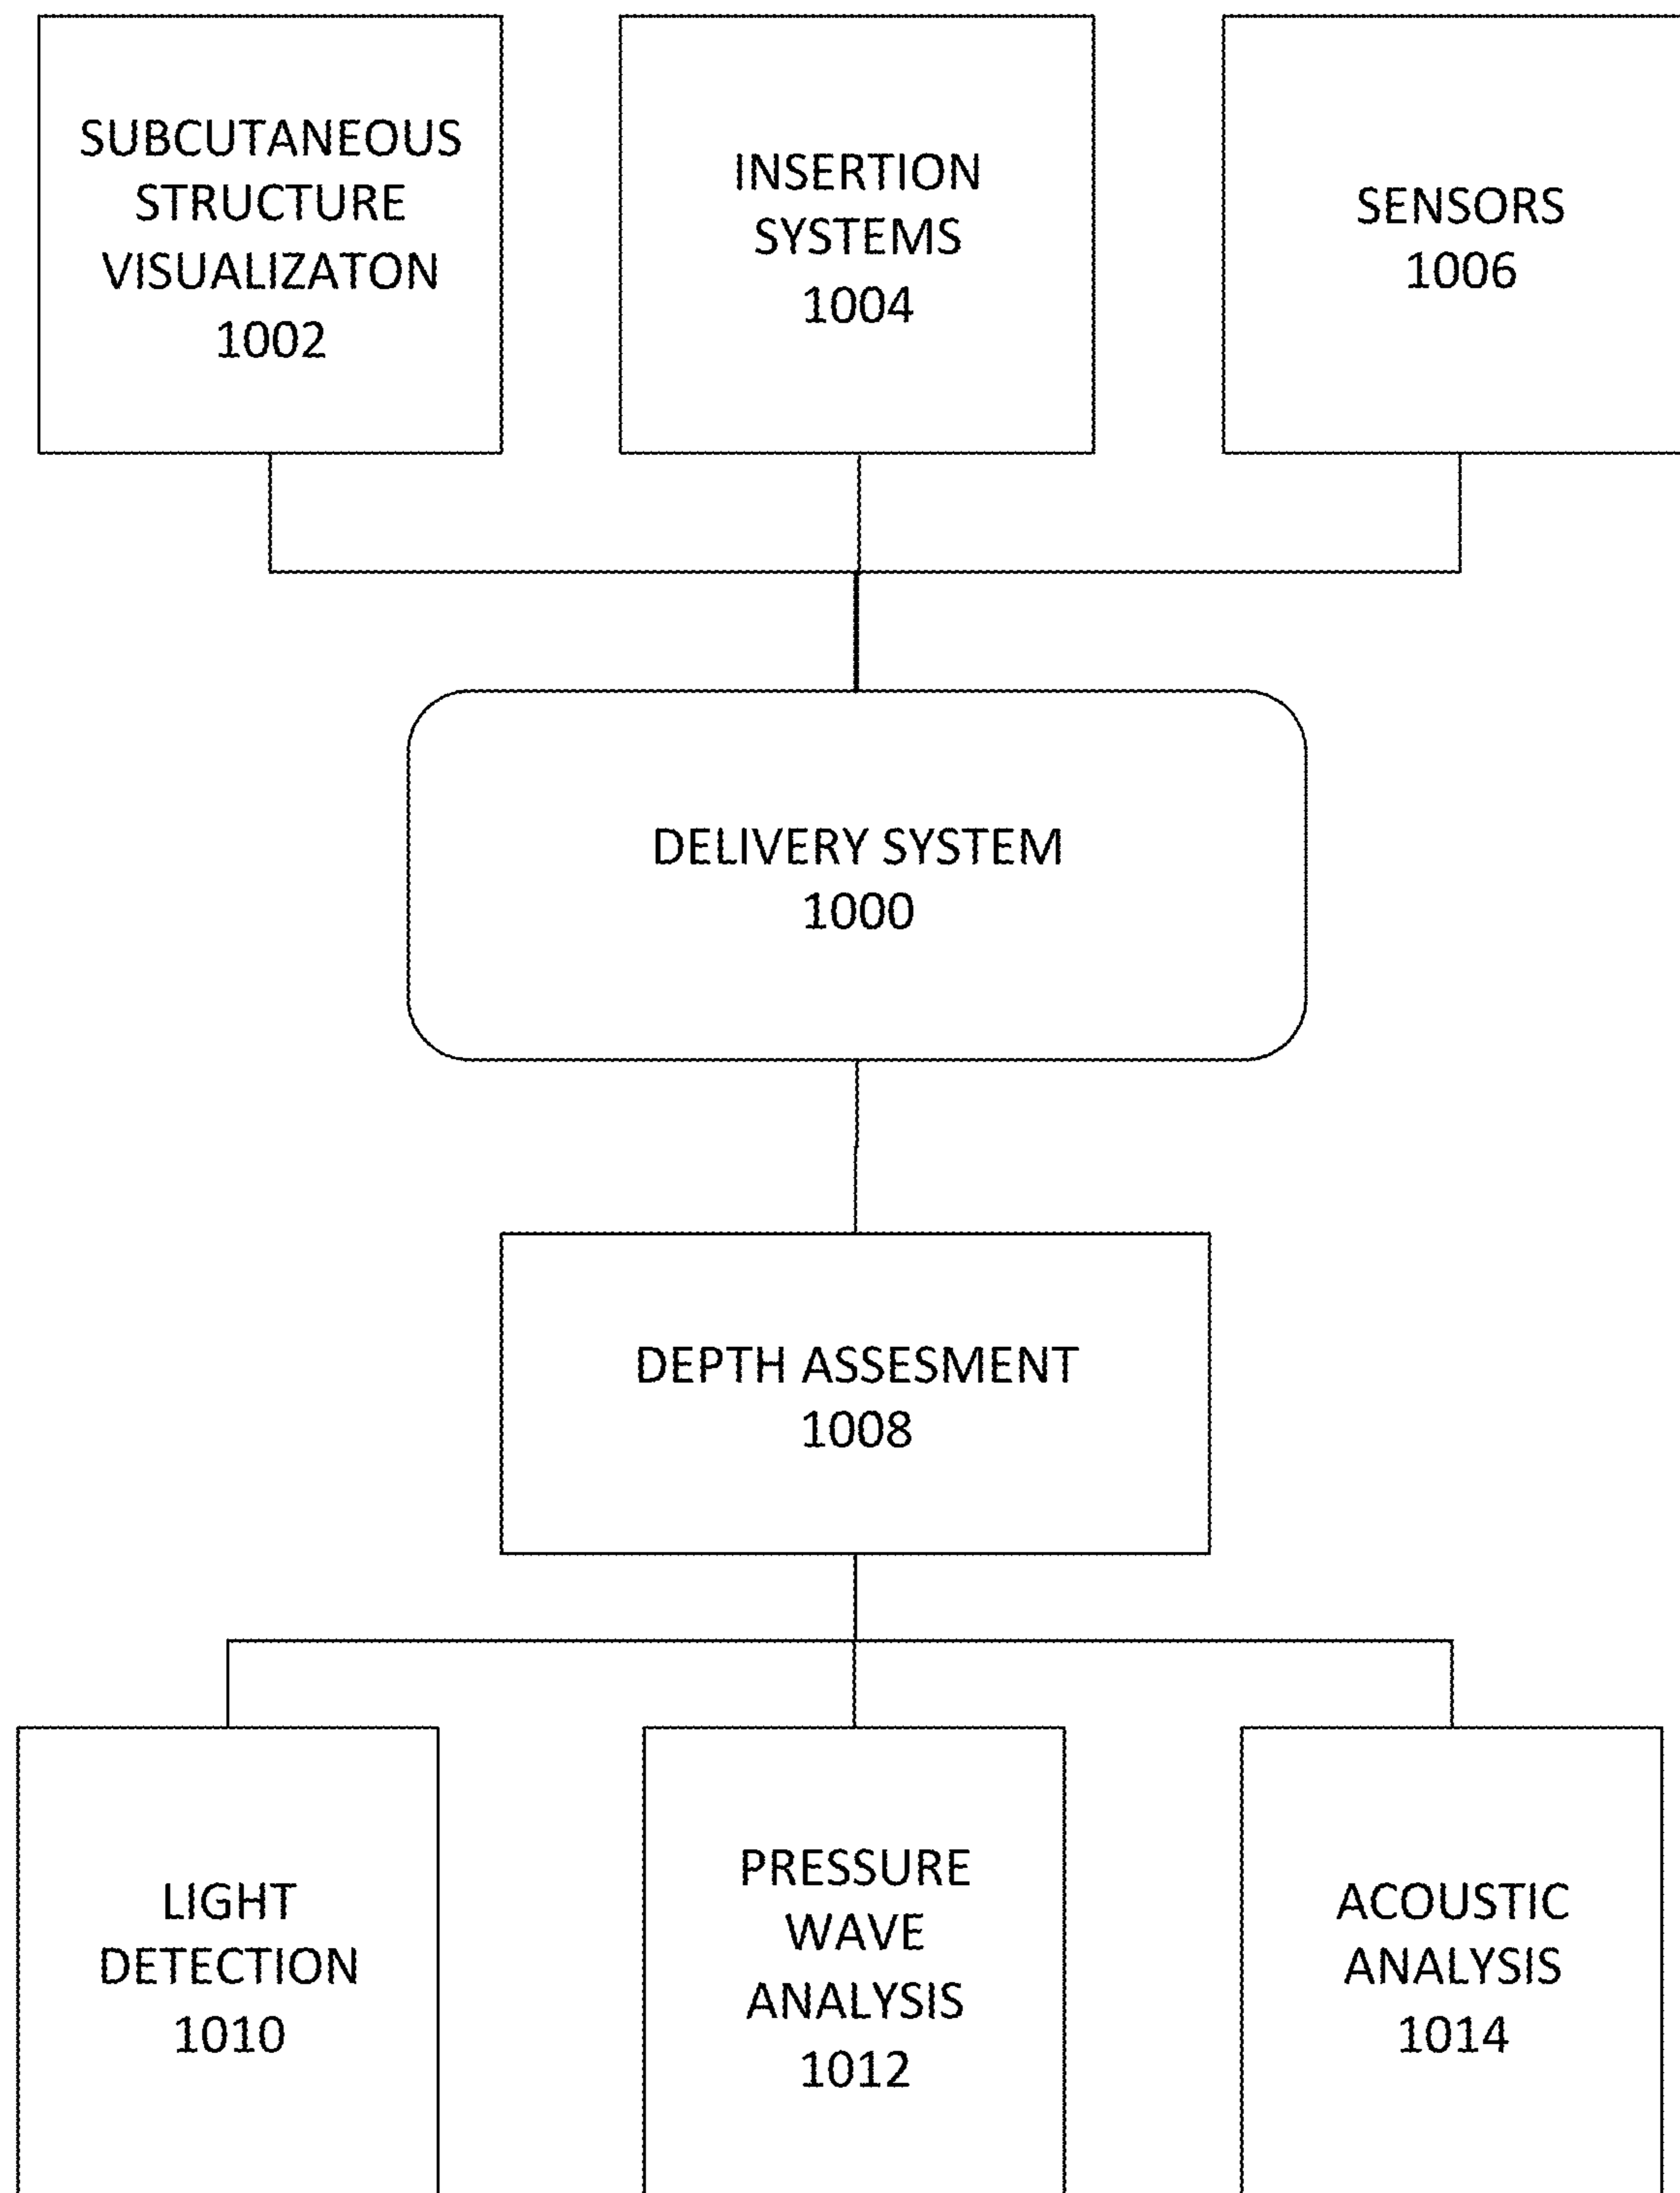 SUBCUTANEOUS
STRUCTURE
VISUALIZATON
1002
INSERTION
SYSTEMS
1004
SENSORS
1006
DELIVERY SYSTEM
1000
DEPTH ASSESMENT
1008
LIGHT
DETECTION
1010
PRESSURE
WAVE
ANALYSIS
1012
ACOUSTIC
ANALYSIS
1014